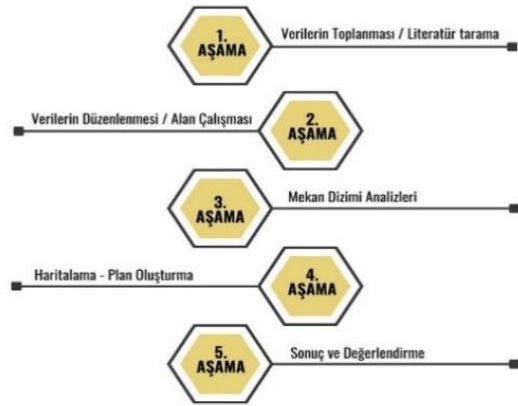 1.
AŞAMA
Verilerin Toplanması / Literatür tarama
Verilerin Düzenlenmesi / Alan Çalışması
2.
AŞAMA
3.
AŞAMA
Mekan Dizimi Analizleri
Haritalama - Plan Oluşturma
4.
AŞAMA
5.
AŞAMA
Sonuç ve Değerlendirme